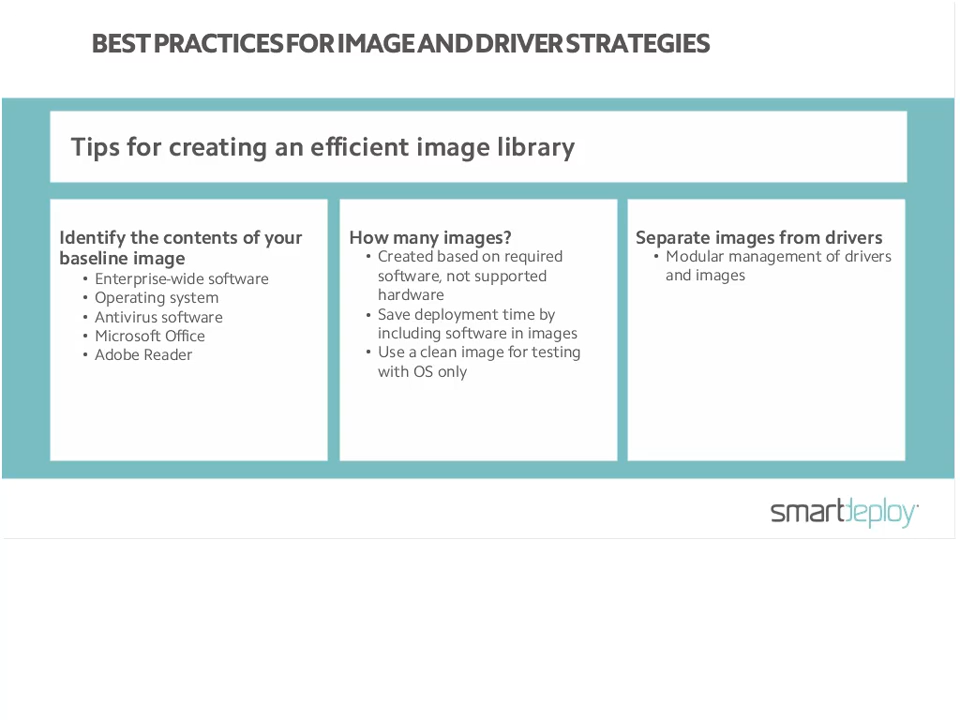 BEST PRACTICES FOR IMAGE AND DRIVER STRATEGIES
Tips for creating an efficient image library
Identify the contents of your
baseline image
• Enterprise-wide software
• Operating system
• Antivirus software
• Microsoft Office
• Adobe Reader
How many images?
• Created based on required
software, not supported
hardware
• Save deployment time by
including software in images
• Use a clean image for testing
with OS only
Separate images from drivers
• Modular management of drivers
and images
smartdeploy